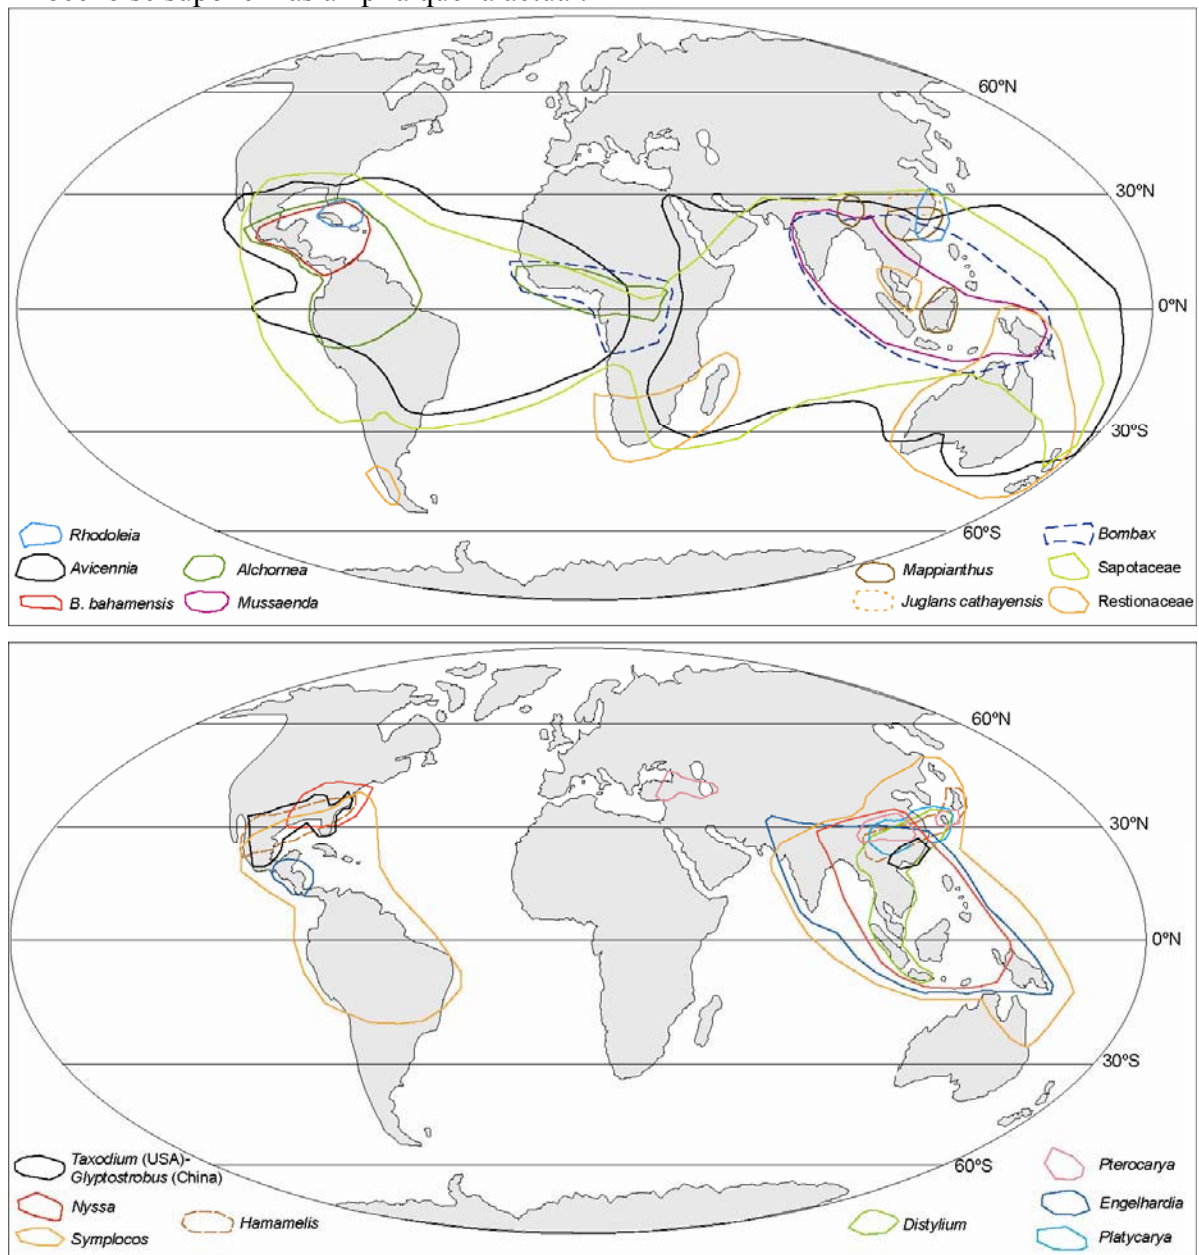 60ºN
30ºN
0ºN
30ºS
60ºS
Rhodoleia
Avicennia
Alchornea
B. bahamensis
Mussaenda
Bombax
Mappianthus
Sapotaceae
Juglans cathayensis
Restionaceae
60ºN
30ºN
0ºN
30ºS
60ºS
Taxodium (USA)-
Glyptostrobus (China)
Nyssa
Hamamelis
Symplocos
Pterocarya
Engelhardia
Distylium
Platycarya